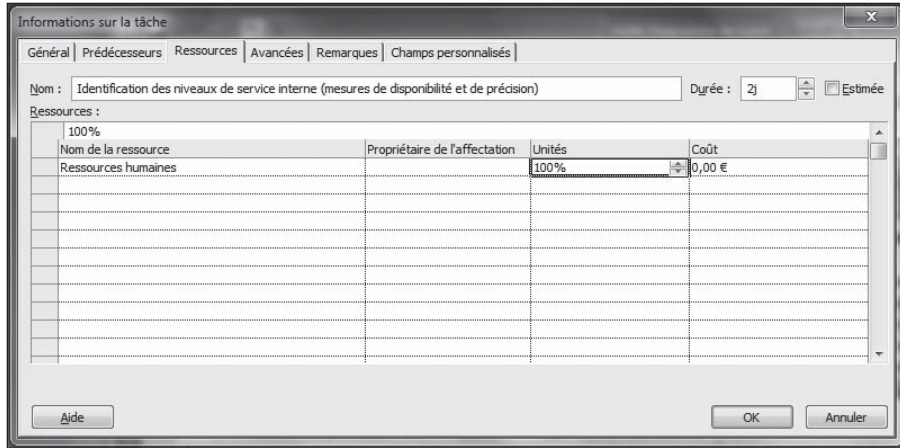 Informations sur la tâche
Général Prédécesseurs Ressources Avancées Remarques Champs personnalisés
Nom : Identification des niveaux de service interne (mesures de disponibilité et de précision) Durée : 2j Estimée
Ressources :
100%
Nom de la ressource Propriétaire de l'affectation Unités Coût
Ressources humaines 100% 0,00 €
Aide OK Annuler